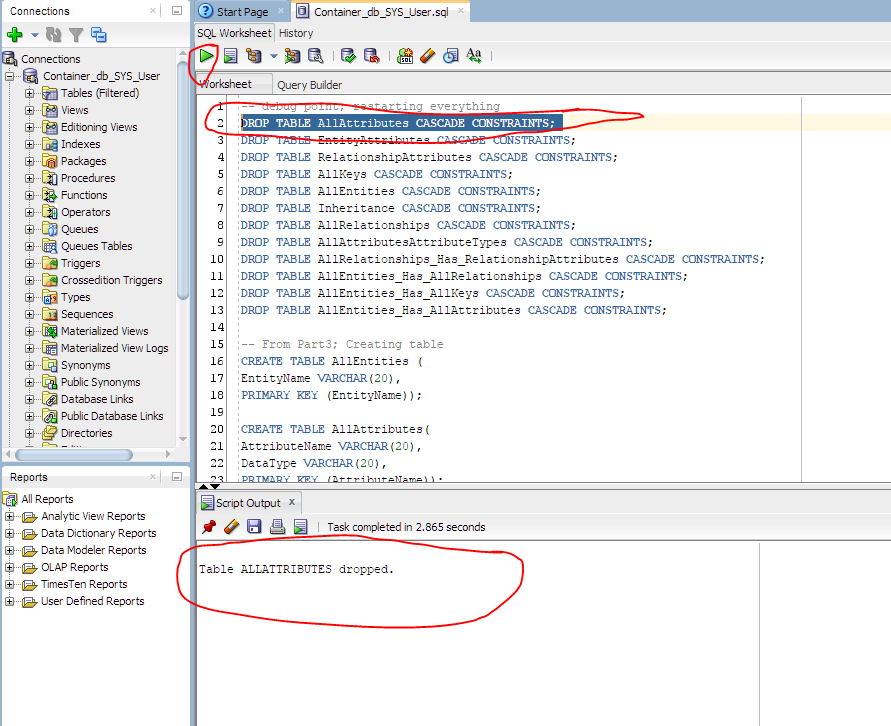 Connections
Connections
Container_db_SYS_User
Tables (Filtered)
Views
Editioning Views
Indexes
Packages
Procedures
Functions
Operators
Queues
Queues Tables
Triggers
Crossedition Triggers
Types
Sequences
Materialized Views
Materialized View Logs
Synonyms
Public Synonyms
Database Links
Public Database Links
Directories
Reports
All Reports
Analytic View Reports
Data Dictionary Reports
Data Modeler Reports
OLAP Reports
TimesTen Reports
User Defined Reports
Start Page
Container_db_SYS_User.sql
SQL Worksheet History
Worksheet Query Builder
1 -- debug point, restarting everything
2 DROP TABLE AllAttributes CASCADE CONSTRAINTS;
3 DROP TABLE EntityAttributes CASCADE CONSTRAINTS;
4 DROP TABLE RelationshipAttributes CASCADE CONSTRAINTS;
5 DROP TABLE AllKeys CASCADE CONSTRAINTS;
6 DROP TABLE AllEntities CASCADE CONSTRAINTS;
7 DROP TABLE Inheritance CASCADE CONSTRAINTS;
8 DROP TABLE AllRelationships CASCADE CONSTRAINTS;
9 DROP TABLE AllAttributesAttributeTypes CASCADE CONSTRAINTS;
10 DROP TABLE AllRelationships_Has_RelationshipAttributes CASCADE CONSTRAINTS;
11 DROP TABLE AllEntities_Has_AllRelationships CASCADE CONSTRAINTS;
12 DROP TABLE AllEntities_Has_AllKeys CASCADE CONSTRAINTS;
13 DROP TABLE AllEntities_Has_AllAttributes CASCADE CONSTRAINTS;
14
15 -- From Part3; Creating table
16 CREATE TABLE AllEntities (
17 EntityName VARCHAR(20),
18 PRIMARY KEY (EntityName));
19
20 CREATE TABLE AllAttributes(
21 AttributeName VARCHAR(20),
22 DataType VARCHAR(20),
23 PRIMARY KEY (AttributeName));
Script Output
Task completed in 2.865 seconds
Table ALLATTRIBUTES dropped.